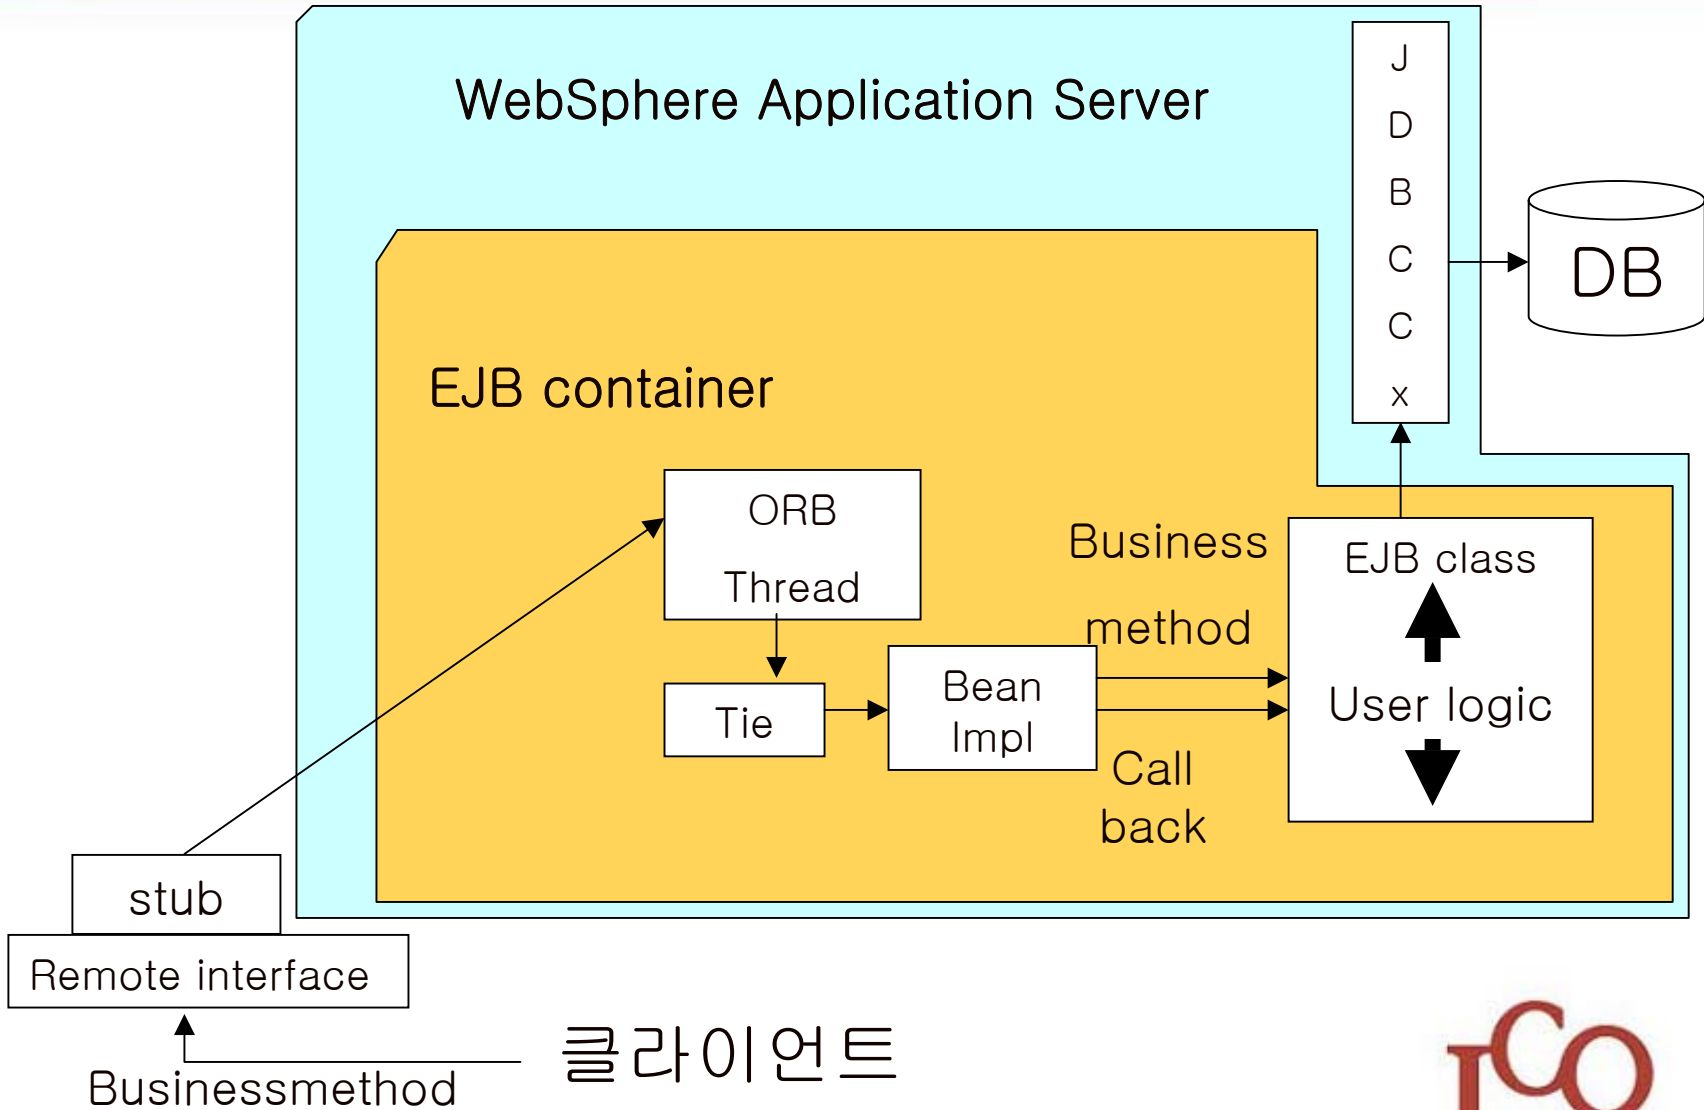 WebSphere Application Server
J
D
B
C
C
x
DB
EJB container
ORB
Thread
Tie
Bean
Impl
Business
method
Call
back
EJB class
User logic
stub
Remote interface
Businessmethod
클라이언트
JCO